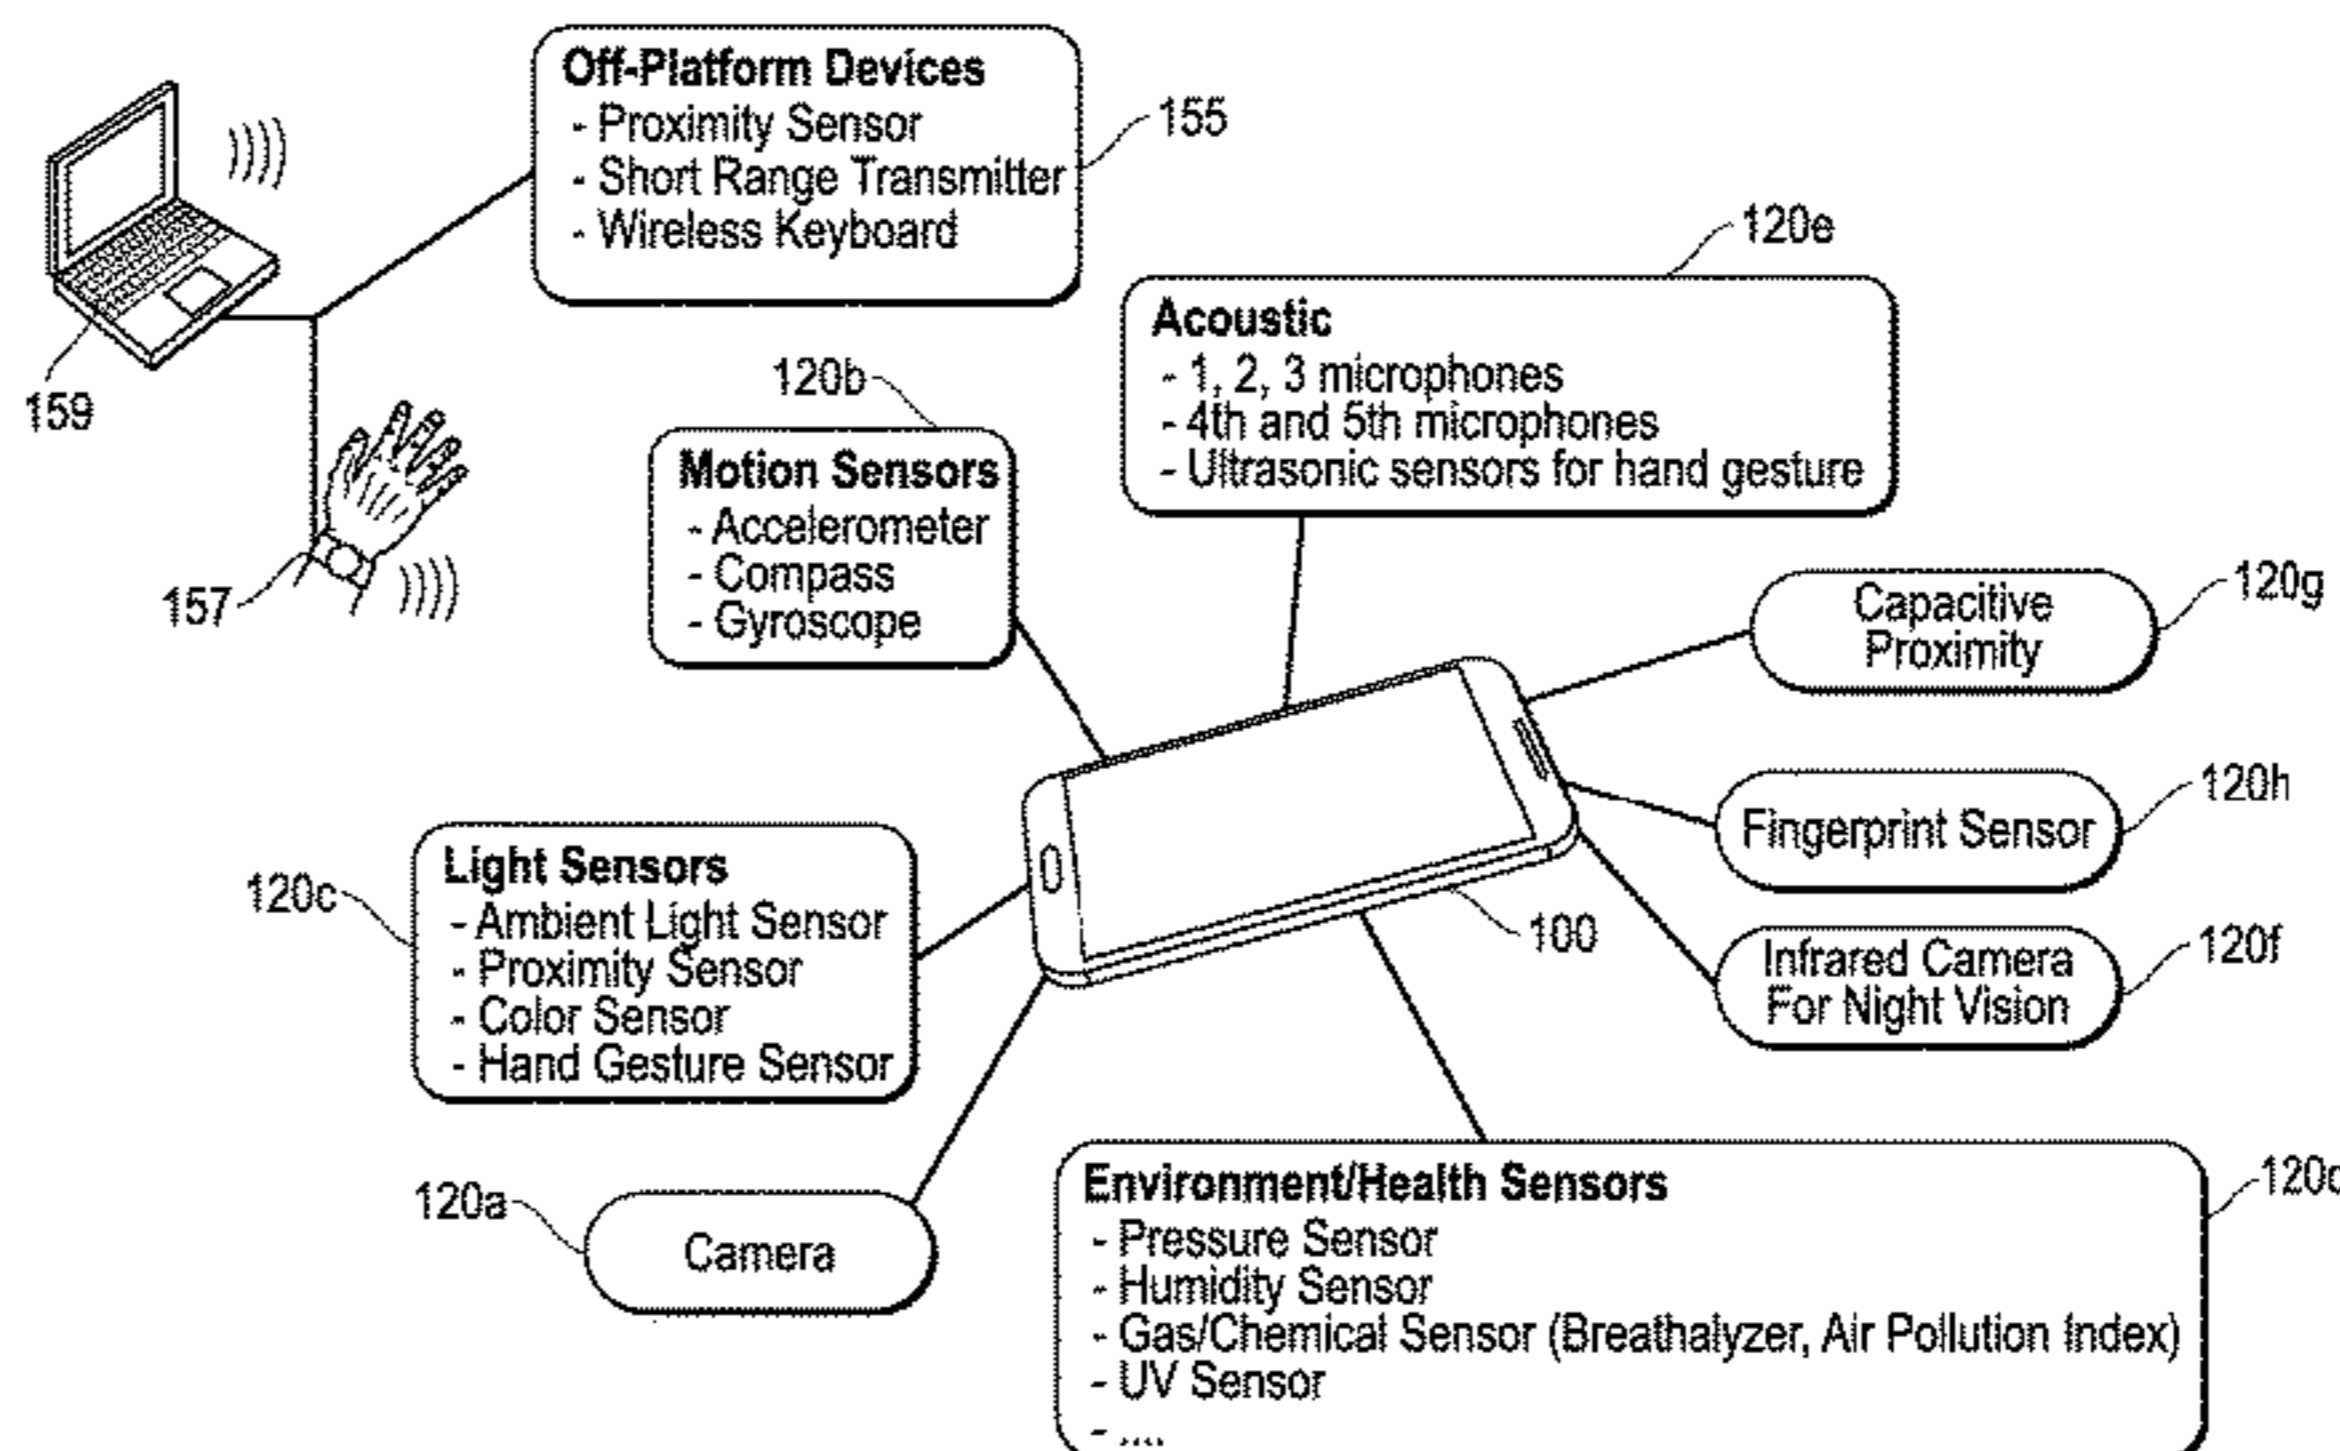 Off-Platform Devices
- Proximity Sensor
- Short Range Transmitter
- Wireless Keyboard
155
159
157
120e
Acoustic
- 1, 2, 3 microphones
- 4th and 5th microphones
- Ultrasonic sensors for hand gesture
120b
Motion Sensors
- Accelerometer
- Compass
- Gyroscope
120g
Capacitive
Proximity
120h
Fingerprint Sensor
120f
Infrared Camera
For Night Vision
100
120c
Light Sensors
- Ambient Light Sensor
- Proximity Sensor
- Color Sensor
- Hand Gesture Sensor
120a
Camera
Environment/Health Sensors
- Pressure Sensor
- Humidity Sensor
- Gas/Chemical Sensor (Breathalyzer, Air Pollution Index)
- UV Sensor
- ....